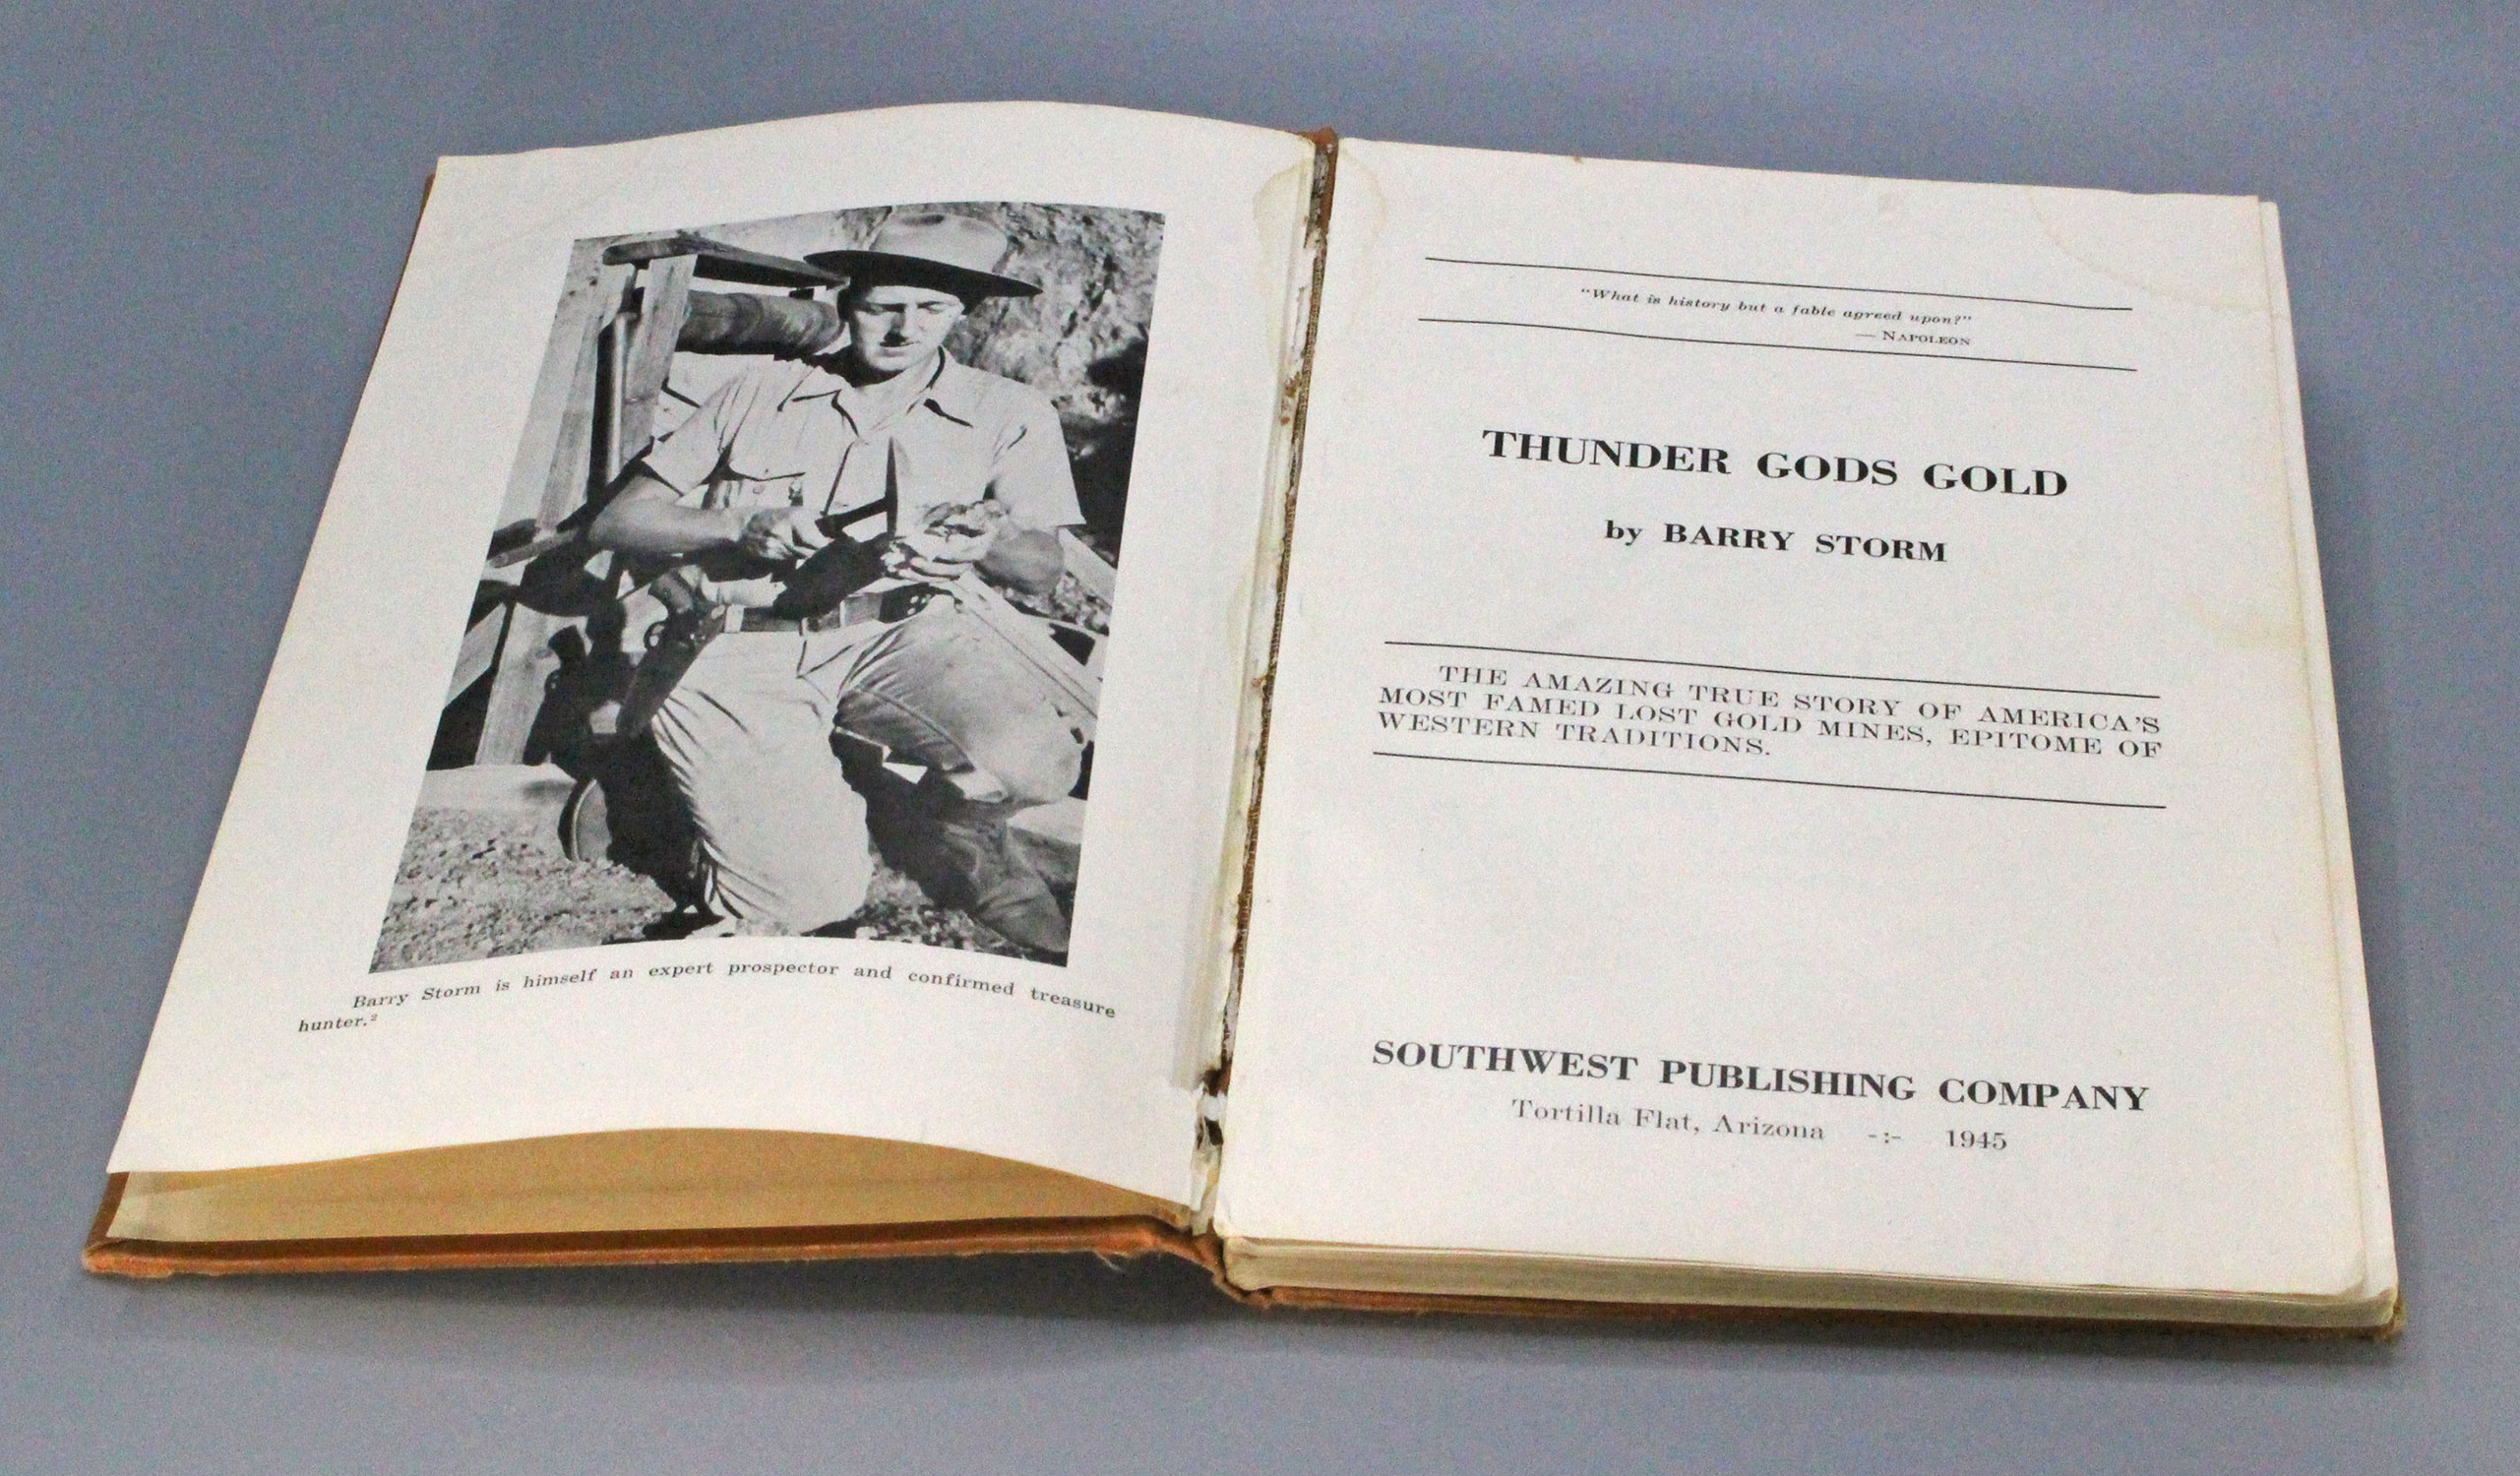 Barry Storm is himself an expert prospector and confirmed treasure
hunter.²
"What is history but a fable agreed upon?"
— NAPOLEON
THUNDER GODS GOLD
by BARRY STORM
THE AMAZING TRUE STORY OF AMERICA'S
MOST FAMED LOST GOLD MINES, EPITOME OF
WESTERN TRADITIONS.
SOUTHWEST PUBLISHING COMPANY
Tortilla Flat, Arizona -:- 1945